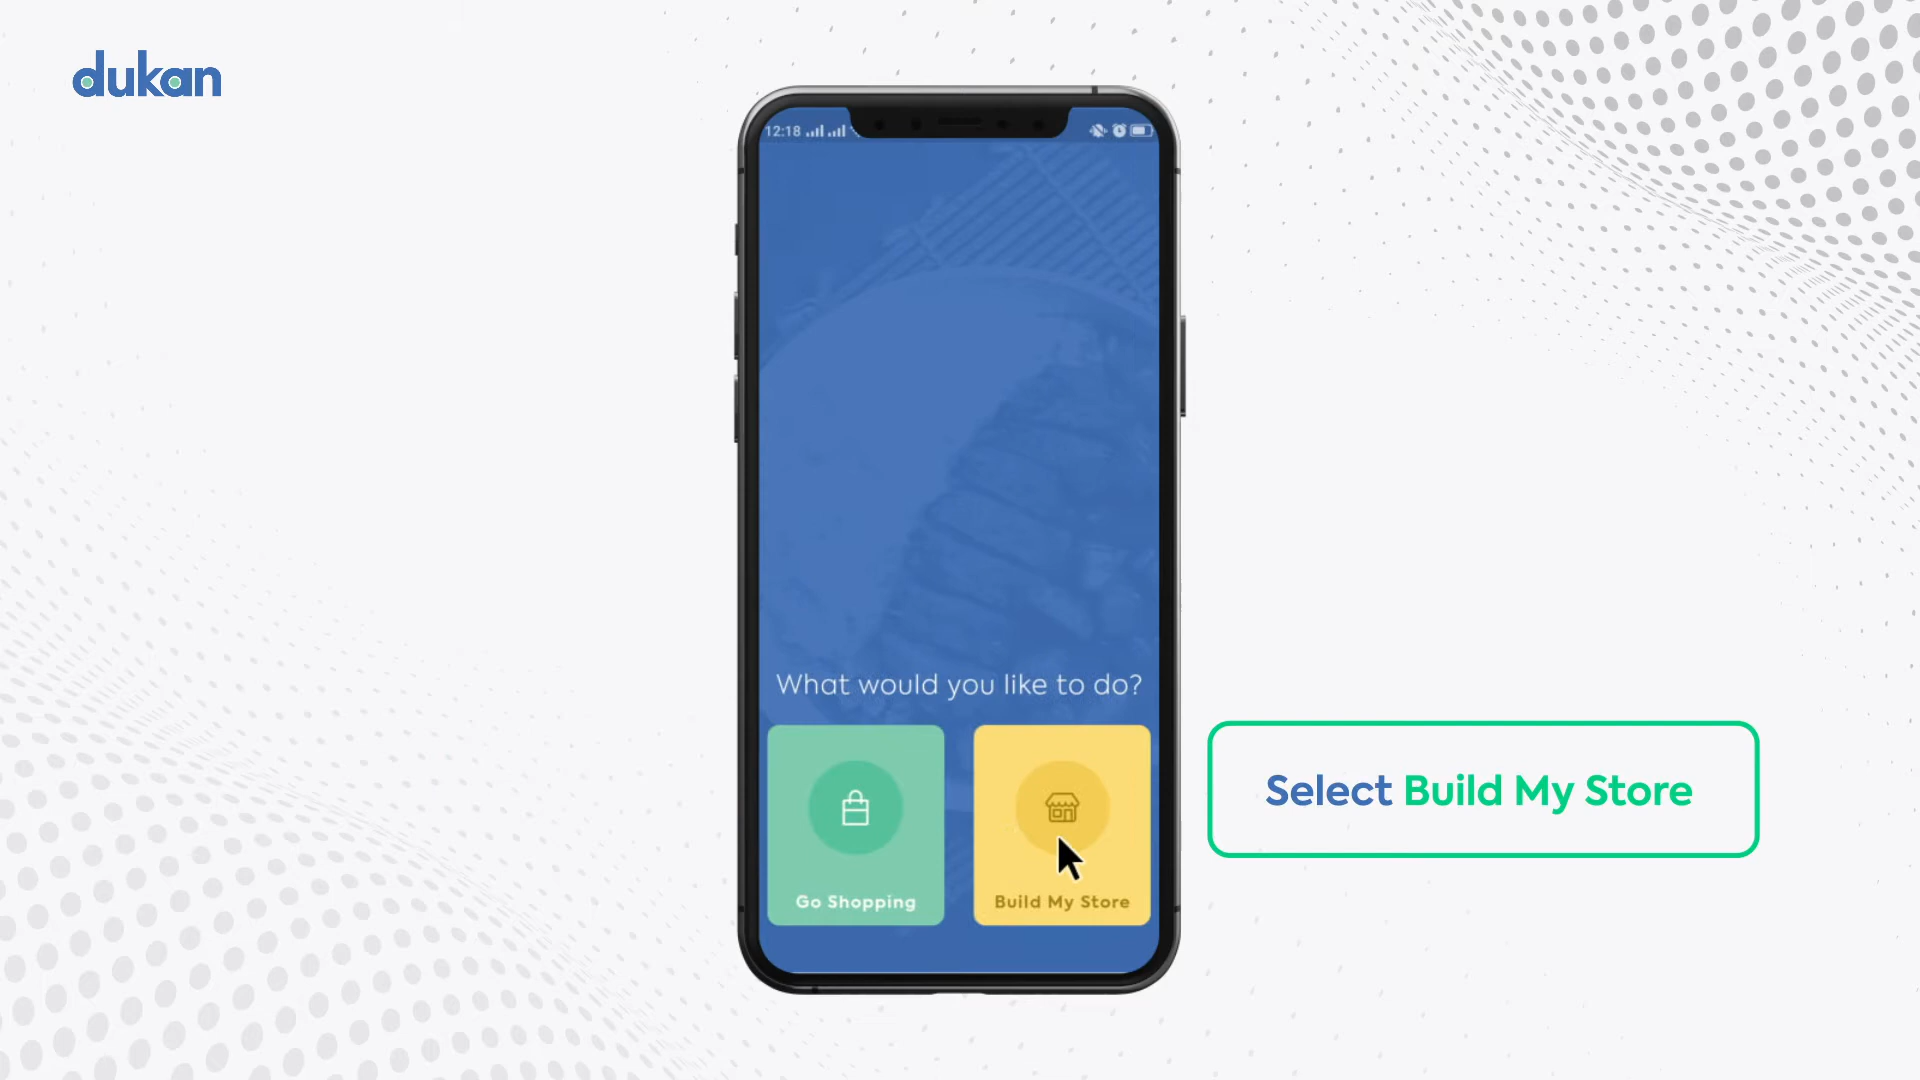 dukan
12:18
What would you like to do?
Go Shopping
Build My Store
Select Build My Store